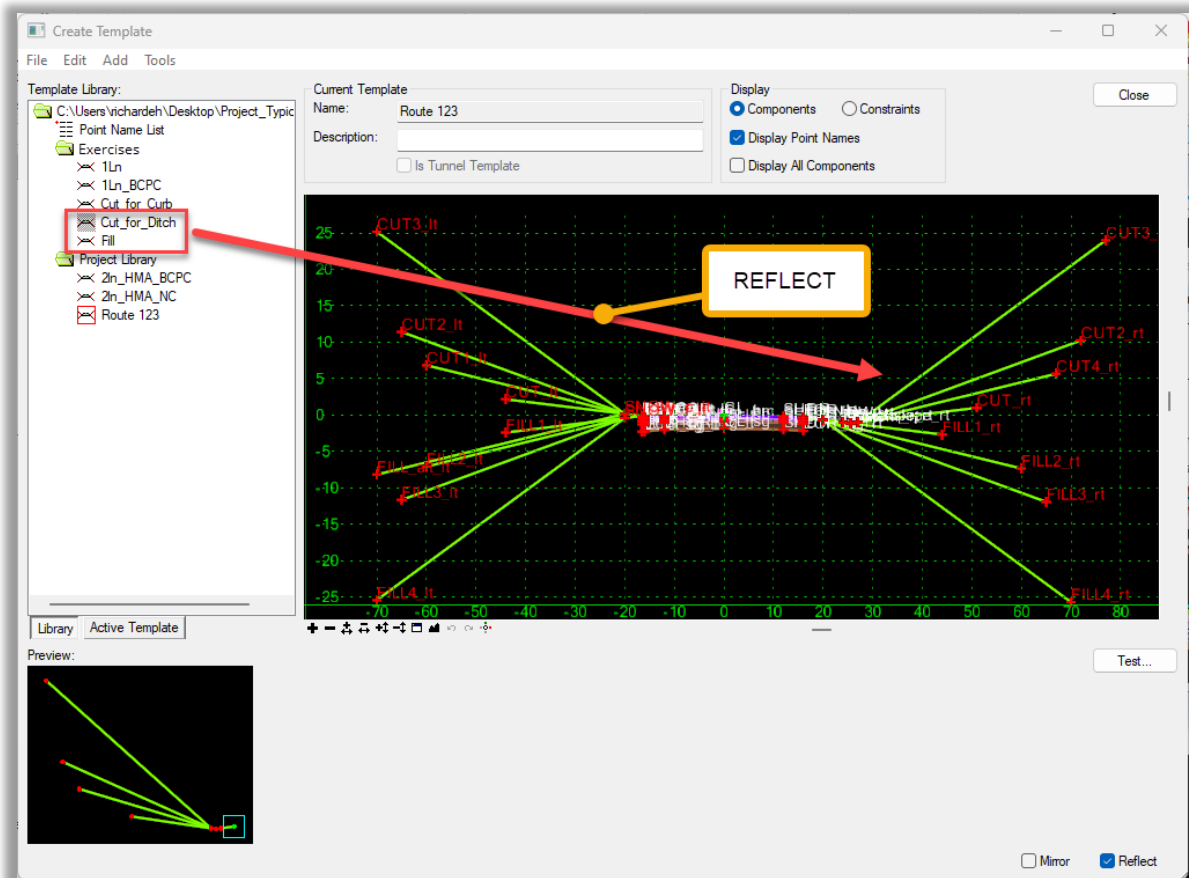 Create Template
File Edit Add Tools
Template Library:
C:\Users\richardeh\Desktop\Project_Typic
Point Name List
Exercises
1Ln
1Ln_BCPC
Cut_for_Curb
Cut_for_Ditch
Fill
Project Library
2ln_HMA_BCPC
2ln_HMA_NC
Route 123
Library Active Template
Current Template
Name: Route 123
Description:
Is Tunnel Template
Display
Components Constraints
Display Point Names
Display All Components
Close
REFLECT
CUT3_lt
CUT2_lt
CUT1_lt
CUT_lt
FILL1_lt
FILL2_lt
FILL_alt_lt
FILL3_lt
FILL4_lt
CUT3_
CUT2_rt
CUT4_rt
CUT_rt
FILL1_rt
FILL2_rt
FILL3_rt
FILL4_rt
25
20
15
10
5
0
-5
-10
-15
-20
-25
-70 -60 -50 -40 -30 -20 -10 0 10 20 30 40 50 60 70 80
Preview:
Test...
Mirror Reflect